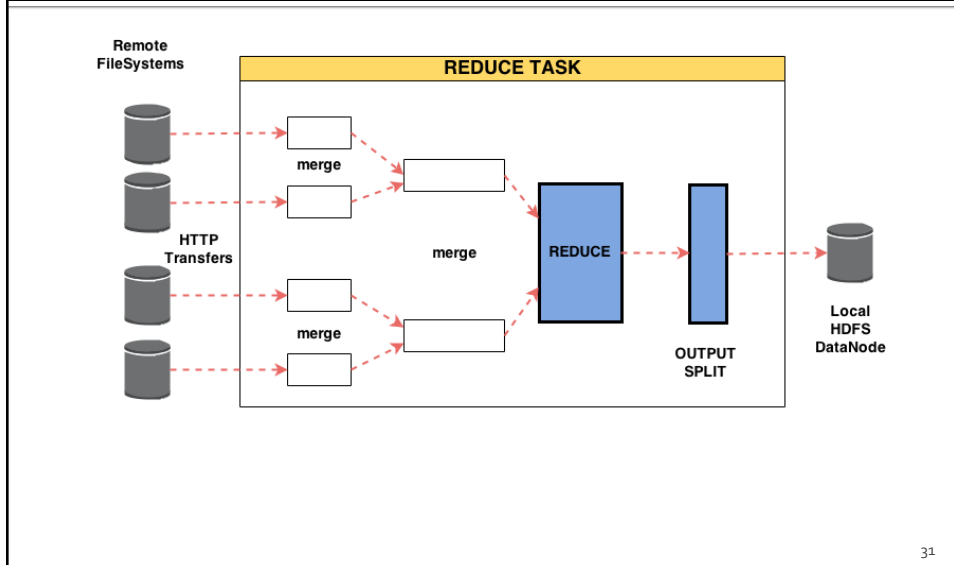 Remote
FileSystems
REDUCE TASK
merge
HTTP
Transfers
merge
REDUCE
merge
Local
HDFS
DataNode
OUTPUT
SPLIT
31